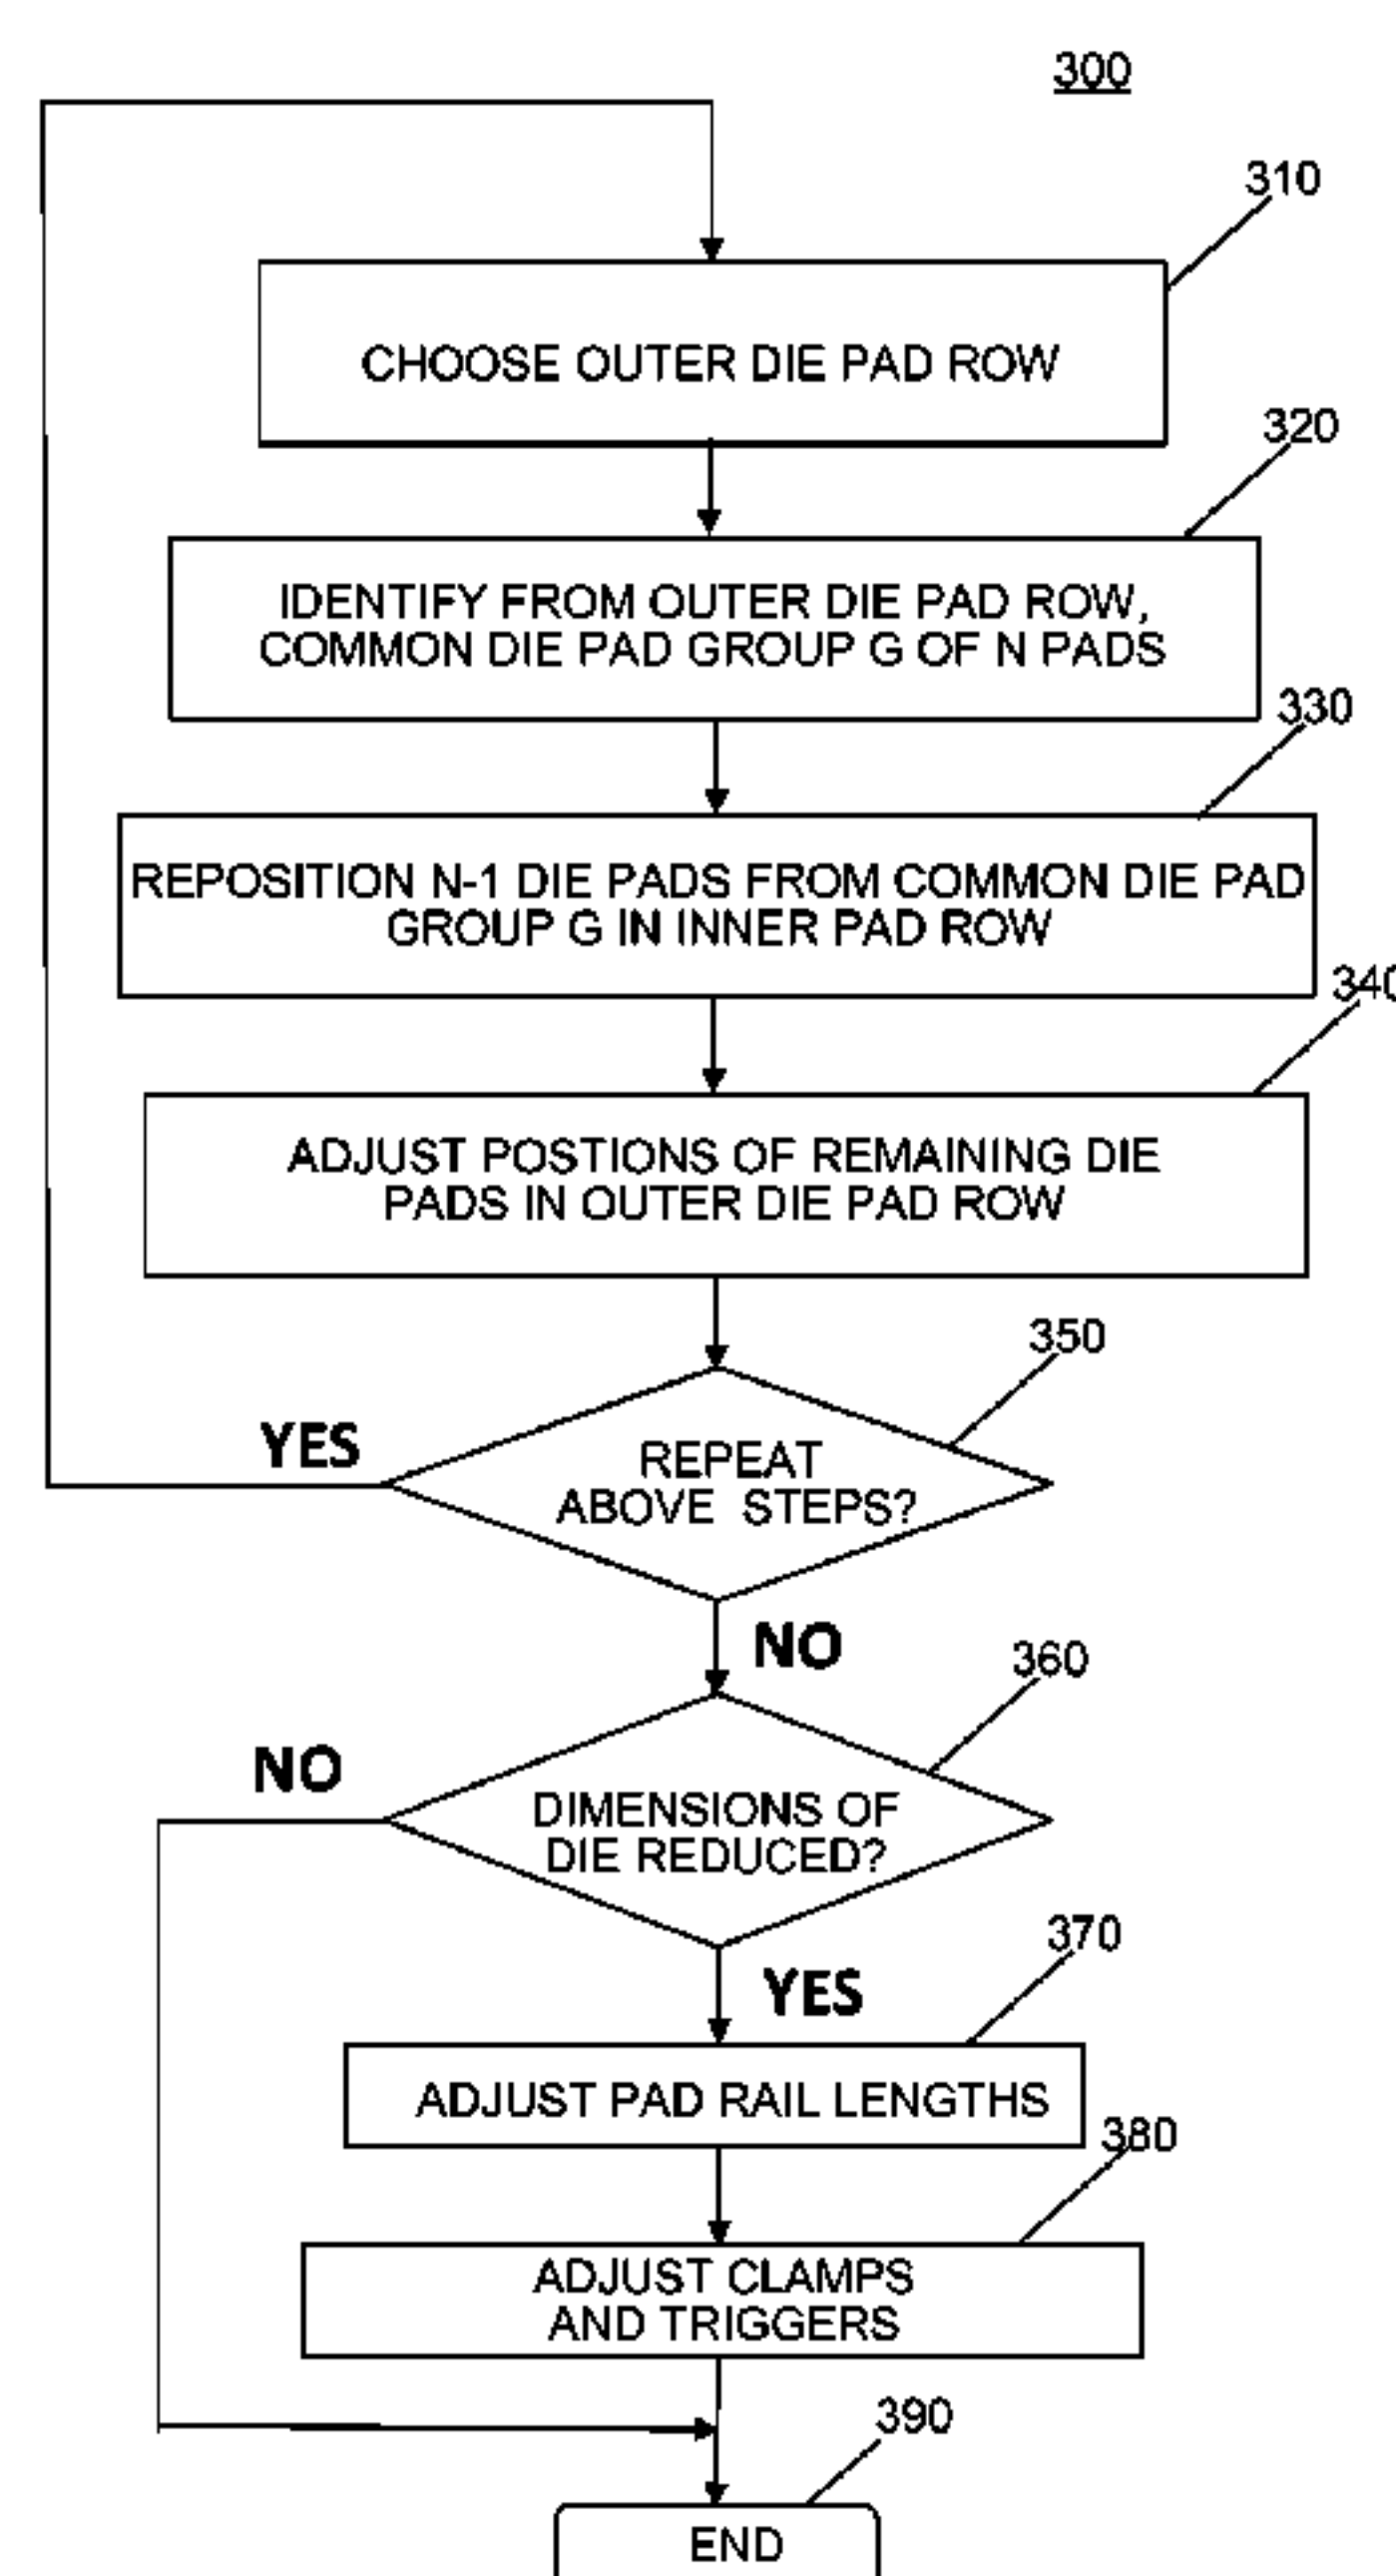 300
310
CHOOSE OUTER DIE PAD ROW
320
IDENTIFY FROM OUTER DIE PAD ROW,
COMMON DIE PAD GROUP G OF N PADS
330
REPOSITION N-1 DIE PADS FROM COMMON DIE PAD
GROUP G IN INNER PAD ROW
340
ADJUST POSTIONS OF REMAINING DIE
PADS IN OUTER DIE PAD ROW
350
YES
REPEAT
ABOVE STEPS?
NO
360
NO
DIMENSIONS OF
DIE REDUCED?
370
YES
ADJUST PAD RAIL LENGTHS
380
ADJUST CLAMPS
AND TRIGGERS
390
END